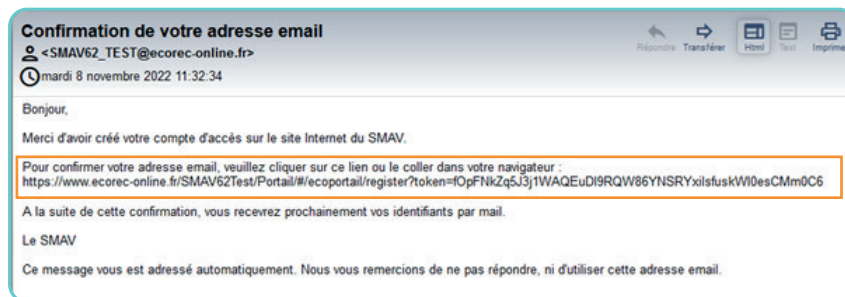 Confirmation de votre adresse email
<SMAV62_TEST@ecorec-online.fr>
mardi 8 novembre 2022 11:32:34
Répondre Transférer Html Text Imprime
Bonjour,
Merci d'avoir créé votre compte d'accès sur le site Internet du SMAV.
Pour confirmer votre adresse email, veuillez cliquer sur ce lien ou le coller dans votre navigateur :
https://www.ecorec-online.fr/SMAV62Test/Portail/#/ecoportail/register?token=fOpFNkZq5J3j1WAQEuDI9RQW86YNSRYxilsfuskWI0esCMm0C6
A la suite de cette confirmation, vous recevrez prochainement vos identifiants par mail.
Le SMAV
Ce message vous est adressé automatiquement. Nous vous remercions de ne pas répondre, ni d'utiliser cette adresse email.